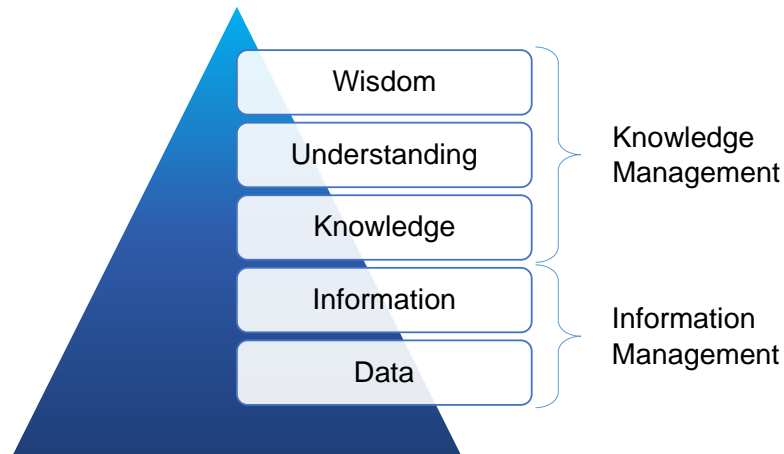 Wisdom
Understanding
Knowledge
Information
Data
Knowledge
Management
Information
Management